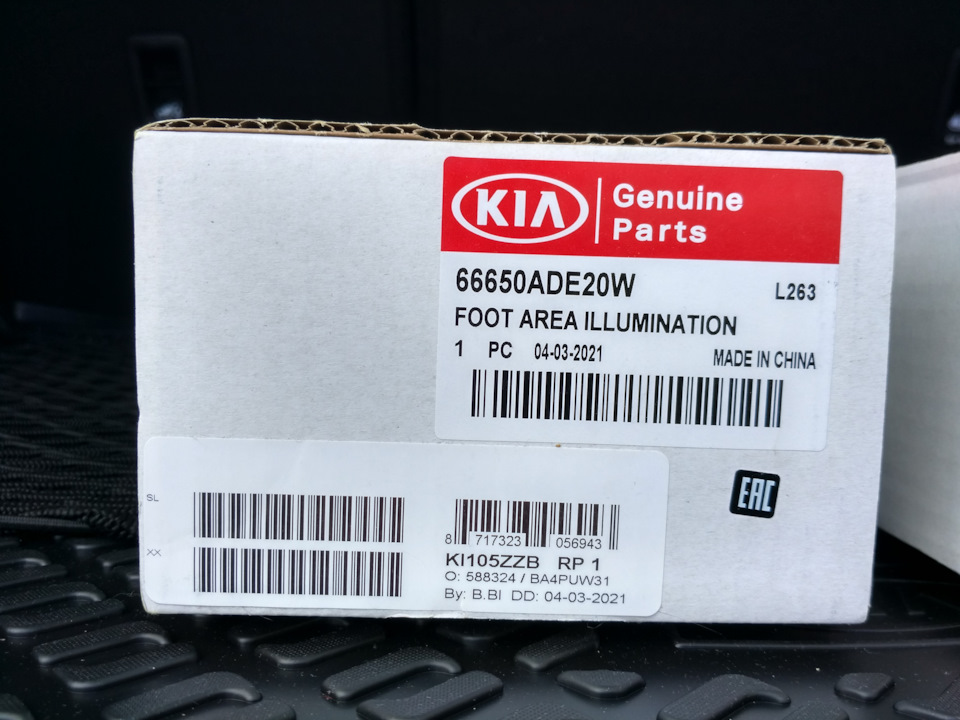 KIA Genuine
Parts
66650ADE20W L263
FOOT AREA ILLUMINATION
1 PC 04-03-2021 MADE IN CHINA
EAC
SL
XX
8 717323 056943
KI105ZZB RP 1
O: 588324 / BA4PUW31
By: B.BI DD: 04-03-2021